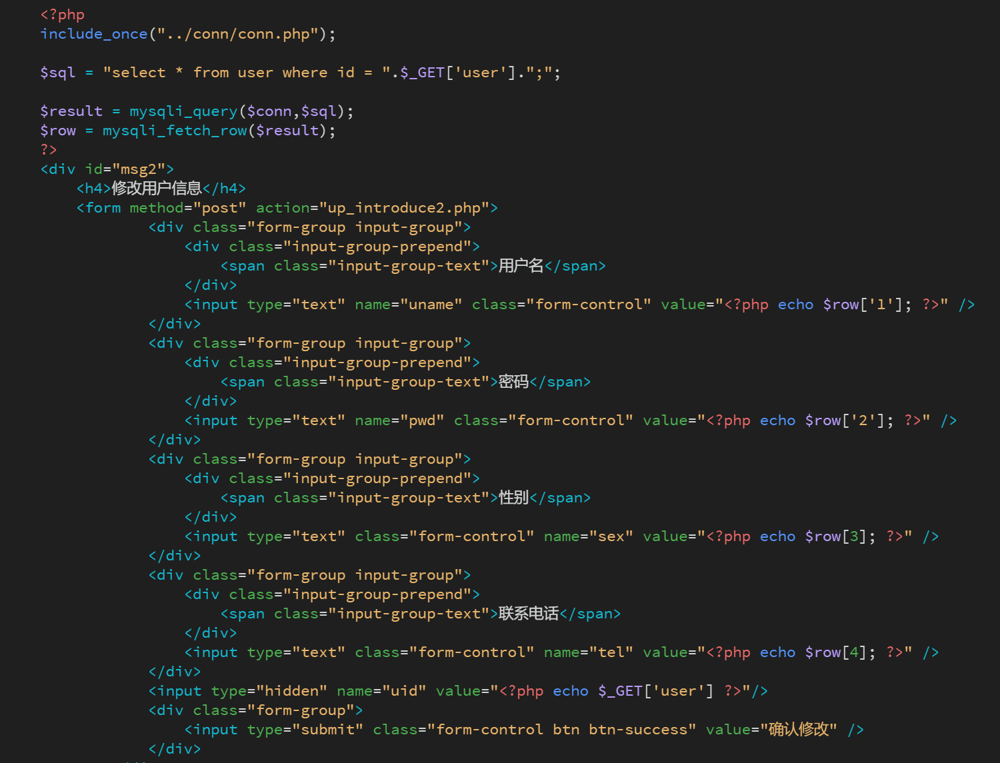 <?php
include_once("../conn/conn.php");
$sql = "select * from user where id = ".$_GET['user'].";";
$result = mysqli_query($conn,$sql);
$row = mysqli_fetch_row($result);
?>
<div id="msg2">
<h4>修改用户信息</h4>
<form method="post" action="up_introduce2.php">
<div class="form-group input-group">
<div class="input-group-prepend">
<span class="input-group-text">用户名</span>
</div>
<input type="text" name="uname" class="form-control" value="<?php echo $row['1']; ?>" />
</div>
<div class="form-group input-group">
<div class="input-group-prepend">
<span class="input-group-text">密码</span>
</div>
<input type="text" name="pwd" class="form-control" value="<?php echo $row['2']; ?>" />
</div>
<div class="form-group input-group">
<div class="input-group-prepend">
<span class="input-group-text">性别</span>
</div>
<input type="text" class="form-control" name="sex" value="<?php echo $row[3]; ?>" />
</div>
<div class="form-group input-group">
<div class="input-group-prepend">
<span class="input-group-text">联系电话</span>
</div>
<input type="text" class="form-control" name="tel" value="<?php echo $row[4]; ?>" />
</div>
<input type="hidden" name="uid" value="<?php echo $_GET['user'] ?>"/>
<div class="form-group">
<input type="submit" class="form-control btn btn-success" value="确认修改" />
</div>